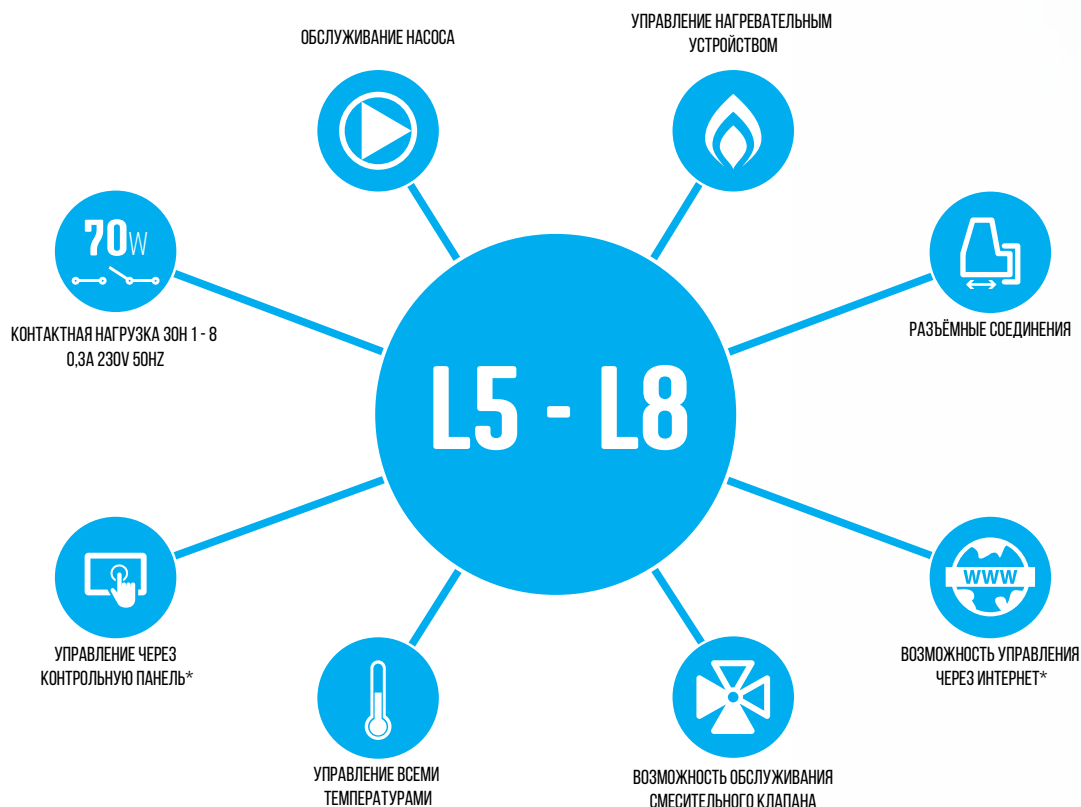 ОБСЛУЖИВАНИЕ НАСОСА
УПРАВЛЕНИЕ НАГРЕВАТЕЛЬНЫМ
УСТРОЙСТВОМ
70W
КОНТАКТНАЯ НАГРУЗКА ЗОН 1 - 8
0,3А 230V 50HZ
РАЗЪЁМНЫЕ СОЕДИНЕНИЯ
L5 - L8
УПРАВЛЕНИЕ ЧЕРЕЗ
КОНТРОЛЬНУЮ ПАНЕЛЬ*
WWW
ВОЗМОЖНОСТЬ УПРАВЛЕНИЯ
ЧЕРЕЗ ИНТЕРНЕТ*
УПРАВЛЕНИЕ ВСЕМИ
ТЕМПЕРАТУРАМИ
ВОЗМОЖНОСТЬ ОБСЛУЖИВАНИЯ
СМЕСИТЕЛЬНОГО КЛАПАНА